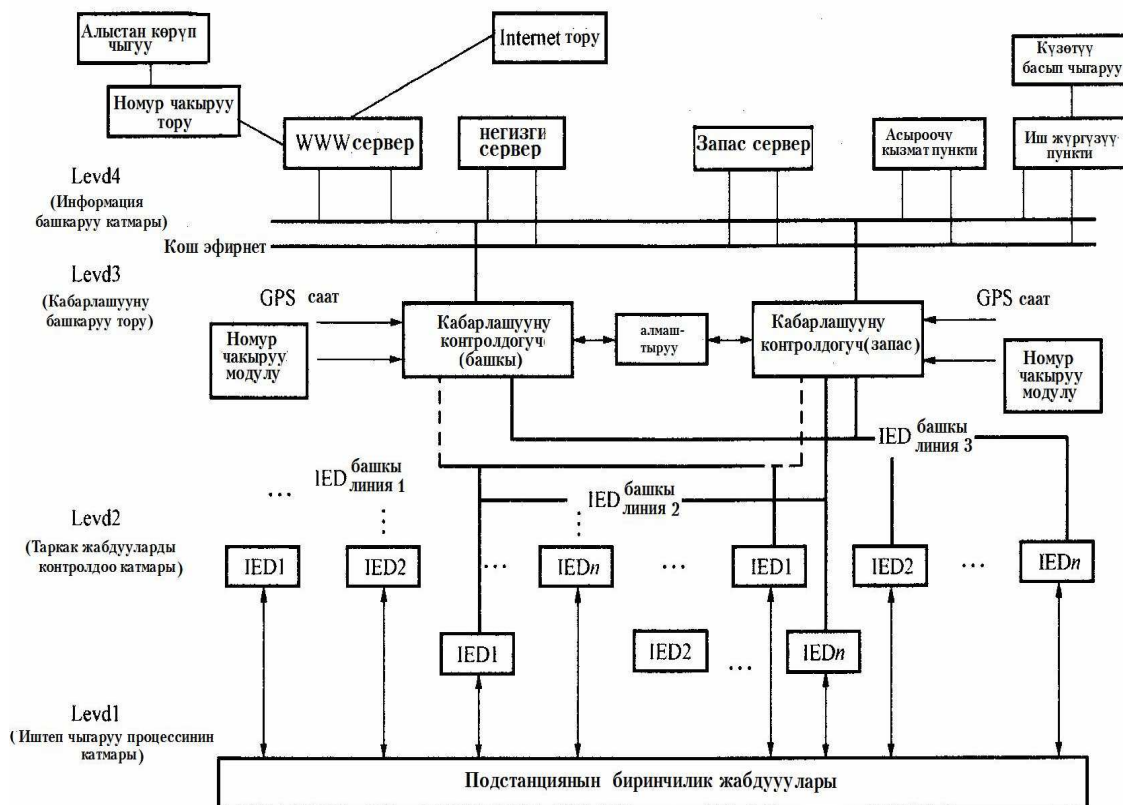 Алыстан көрүп
чыгуу
Internet тору
Күзөтүү
басып чыгаруу
Номур чакыруу
тору
WWW сервер
негизги
сервер
Запас сервер
Асыроочу
кызмат пункти
Иш жүргүзүү
пункти
Levd4
(Информация
башкаруу катмары)
Кош эфирнет
Levd3
(Кабарлашууну
башкаруу тору)
GPS саат
Номур
чакыруу
модулу
Кабарлашууну
контролдогуч
(башкы)
алмаш-
тыруу
Кабарлашууну
контролдогуч(запас)
GPS саат
Номур
чакыруу
модулу
IED башкы
линия 3
... IED башкы
линия 1
IED башкы
линия 2
Levd2
(Таркак жабдууларды
контролдоо катмары)
IED1
IED2
...
IEDn
...
IED1
IED2
...
IEDn
IED1
IED2
...
IEDn
Levd1
( Иштеп чыгаруу процессинин
катмары)
Подстанциянын биринчилик жабдууулары